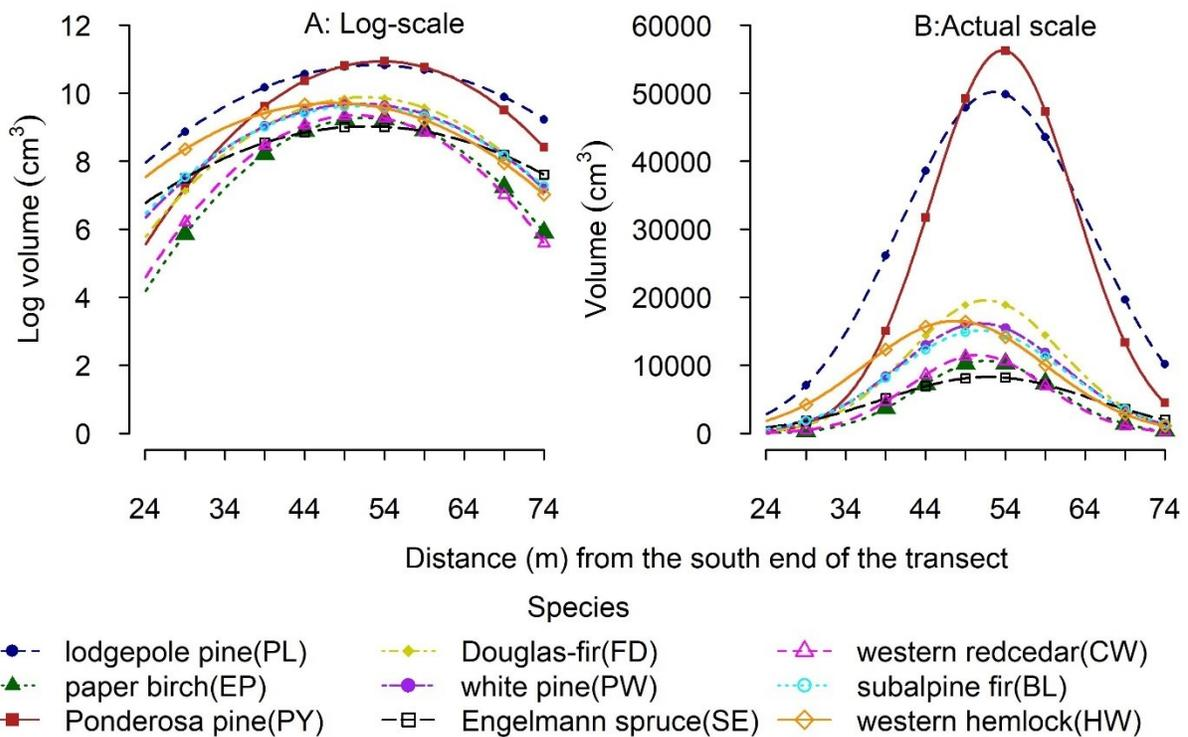 A: Log-scale
Log volume (cm³)
12
10
8
6
4
2
0
24 34 44 54 64 74
B:Actual scale
Volume (cm³)
60000
50000
40000
30000
20000
10000
0
24 34 44 54 64 74
Distance (m) from the south end of the transect
Species
lodgepole pine(PL) Douglas-fir(FD) western redcedar(CW)
paper birch(EP) white pine(PW) subalpine fir(BL)
Ponderosa pine(PY) Engelmann spruce(SE) western hemlock(HW)